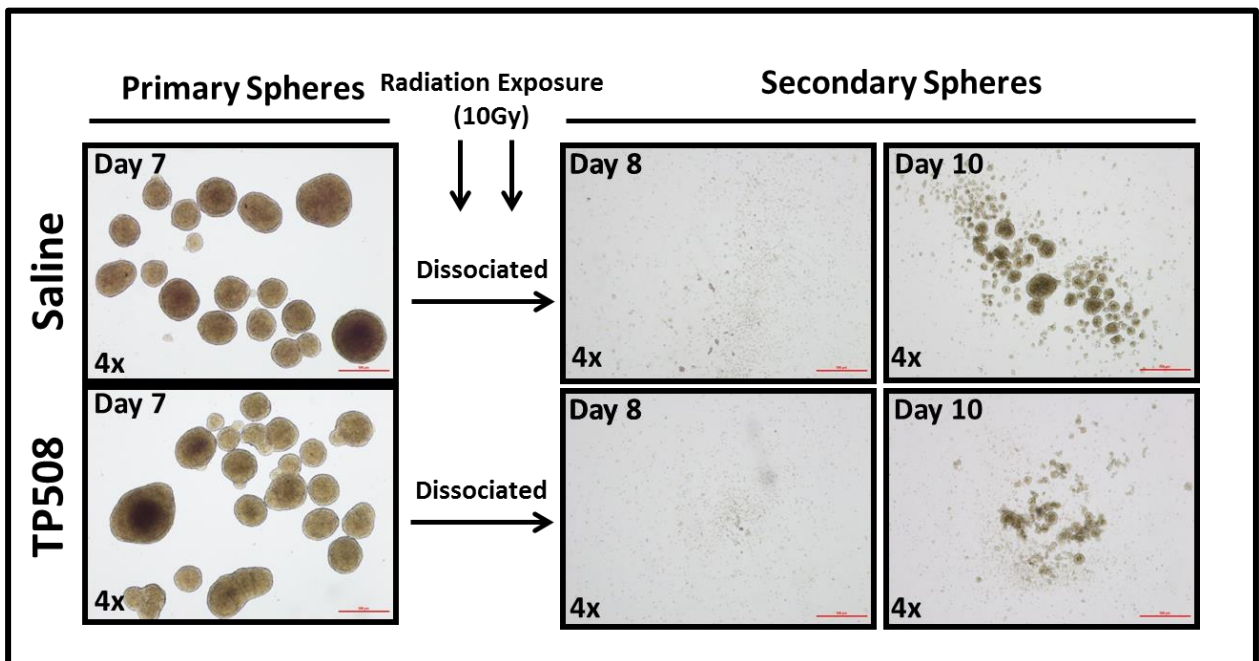 Primary Spheres
Radiation Exposure
(10Gy)
Secondary Spheres
Saline
Day 7
4x
Dissociated
Day 8
4x
Day 10
4x
TP508
Day 7
4x
Dissociated
Day 8
4x
Day 10
4x